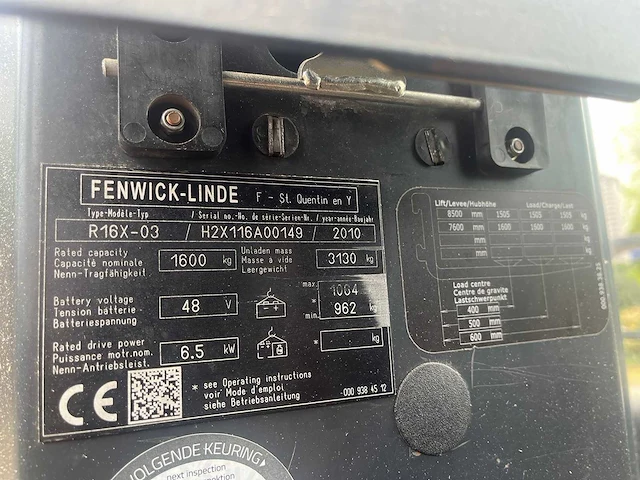 FENWICK-LINDE F - St. Quentin en Y
Type-Modèle-Typ / Serial no.-No. de série-Serien-Nr. / year-année-Baujahr
R16X-03 / H2X116A00149 / 2010
Rated capacity
Capacité nominale
Nenn-Tragfähigkeit
1600 kg
Unladen mass
Masse à vide
Leergewicht
3130 kg
Battery voltage
Tension batterie
Batteriespannung
48 V
max. 1064
* kg
min. 962
Rated drive power
Puissance motr.nom.
Nenn-Antriebsleist.
6.5 kW
* kg
CE
* see Operating instructions
voir Mode d'emploi
siehe Betriebsanleitung
-000 938 45 12
Lift/Levee/Hubhöhe Load/Charge/Last
8500 mm 1505 1505 1505 kg
7600 mm 1600 1600 1600 kg
Load centre
Centre de gravite
Lastschwerpunkt
400 mm
500 mm
600 mm
VOLGENDE KEURING
next inspection